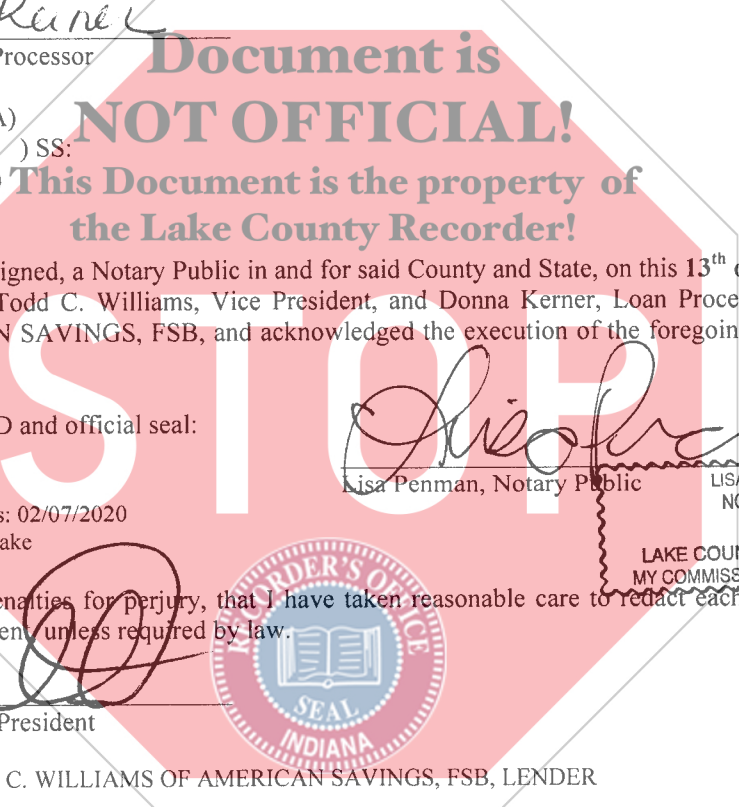 Kerner
Processor
Document is
A)
NOT OFFICIAL!
) SS:
This Document is the property of
the Lake County Recorder!
igned, a Notary Public in and for said County and State, on this 13th
Todd C. Williams, Vice President, and Donna Kerner, Loan Proce
N SAVINGS, FSB, and acknowledged the execution of the foregoin
STOP
D and official seal:
Lisa Penman, Notary Public
LISA
NO
s: 02/07/2020
ake
LAKE COUN
MY COMMISS
enalties for perjury, that I have taken reasonable care to redact each
ent, unless required by law.
RECORDER'S OFFICE
SEAL
INDIANA
President
C. WILLIAMS OF AMERICAN SAVINGS, FSB, LENDER